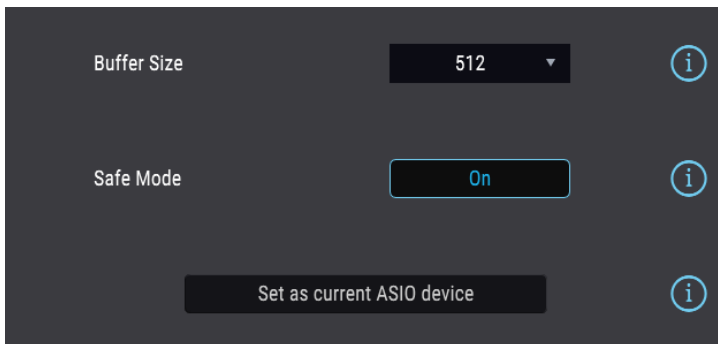 Buffer Size
512
i
Safe Mode
On
i
Set as current ASIO device
i